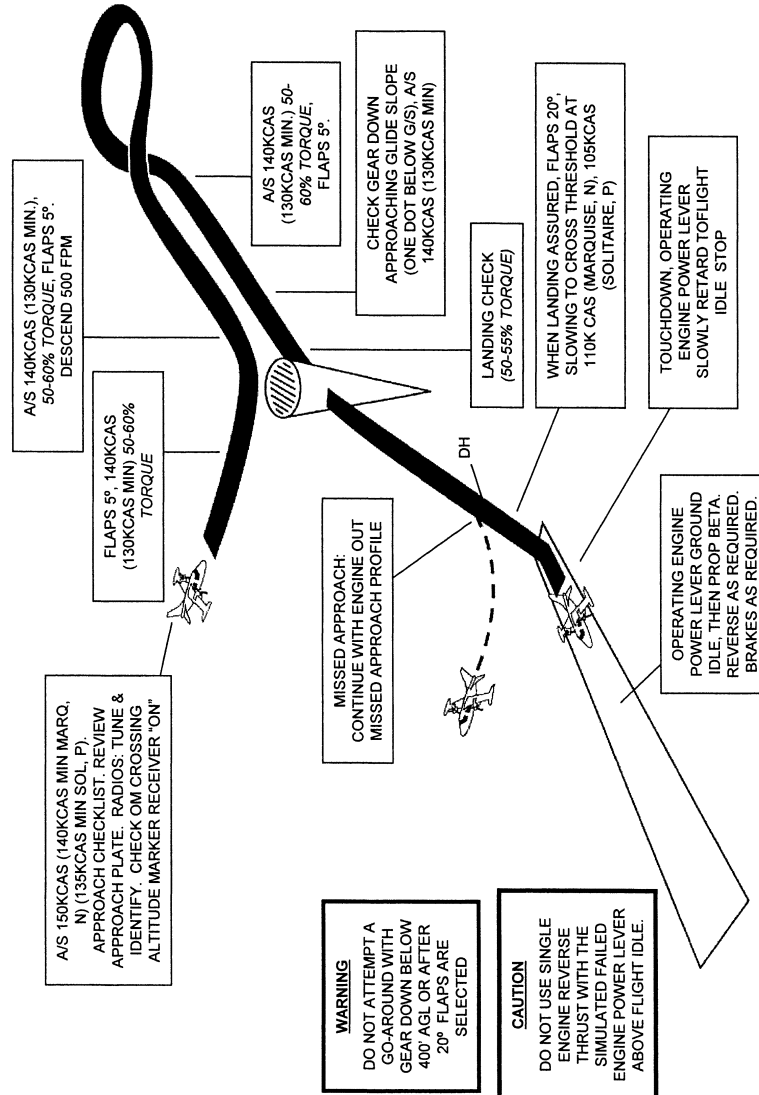 A/S 150KCAS (140KCAS MIN MARQ,
N) (135KCAS MIN SOL, P).
APPROACH CHECKLIST. REVIEW
APPROACH PLATE.  RADIOS: TUNE &
IDENTIFY.  CHECK OM CROSSING
ALTITUDE MARKER RECEIVER "ON"
FLAPS 5º, 140KCAS
(130KCAS MIN) 50-60%
TORQUE
A/S 140KCAS (130KCAS MIN.),
50-60% TORQUE, FLAPS 5º.
DESCEND 500 FPM
A/S 140KCAS
(130KCAS MIN.) 50-
60% TORQUE,
FLAPS 5º.
CHECK GEAR DOWN
APPROACHING GLIDE SLOPE
(ONE DOT BELOW G/S), A/S
140KCAS (130KCAS MIN)
LANDING CHECK
(50-55% TORQUE)
MISSED APPROACH:
CONTINUE WITH ENGINE OUT
MISSED APPROACH PROFILE
DH
WHEN LANDING ASSURED, FLAPS 20º,
SLOWING TO CROSS THRESHOLD AT
110K CAS (MARQUISE, N), 105KCAS
(SOLITAIRE, P)
TOUCHDOWN, OPERATING
ENGINE POWER LEVER
SLOWLY RETARD TOFLIGHT
IDLE  STOP
OPERATING ENGINE
POWER LEVER GROUND
IDLE, THEN PROP BETA.
REVERSE AS REQUIRED.
BRAKES AS REQUIRED.
WARNING
DO NOT ATTEMPT A
GO-AROUND WITH
GEAR DOWN BELOW
400' AGL OR AFTER
20º  FLAPS ARE
SELECTED
CAUTION
DO NOT USE SINGLE
ENGINE REVERSE
THRUST WITH THE
SIMULATED FAILED
ENGINE POWER LEVER
ABOVE FLIGHT IDLE.